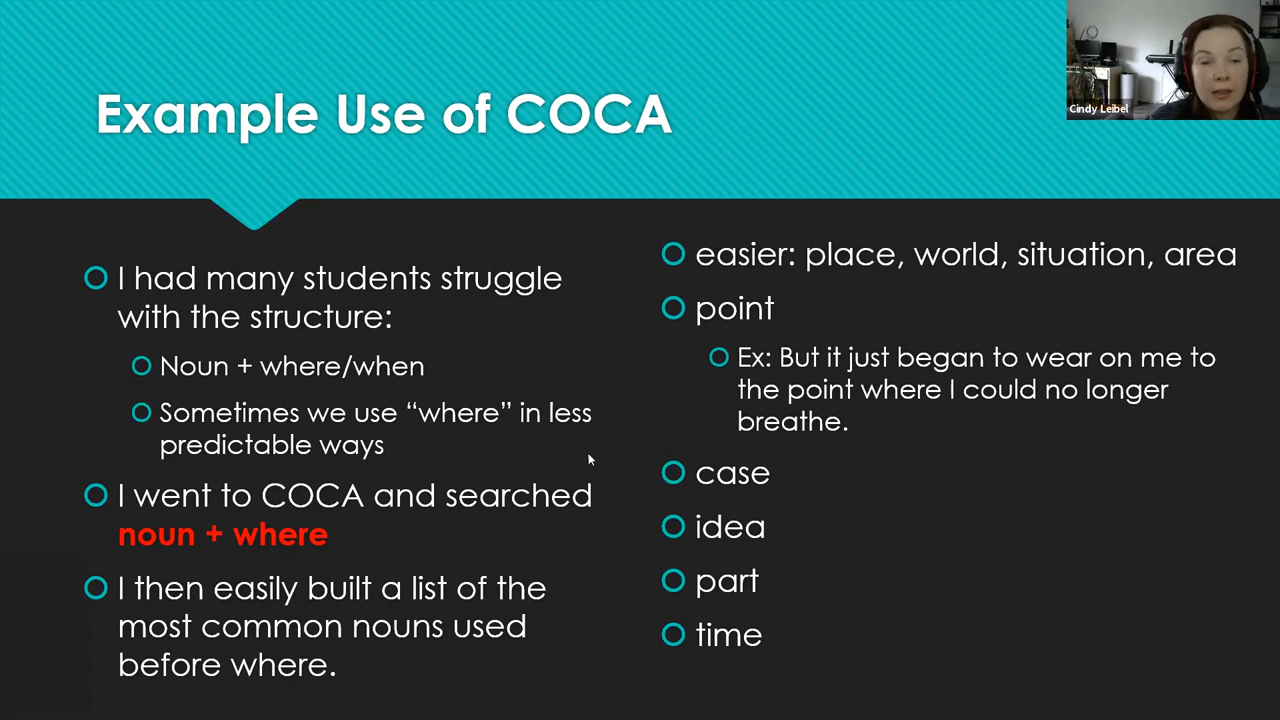 Example Use of COCA
Cindy Leibel
I had many students struggle
with the structure:
Noun + where/when
Sometimes we use “where” in less
predictable ways
I went to COCA and searched
noun + where
I then easily built a list of the
most common nouns used
before where.
easier: place, world, situation, area
point
Ex: But it just began to wear on me to
the point where I could no longer
breathe.
case
idea
part
time